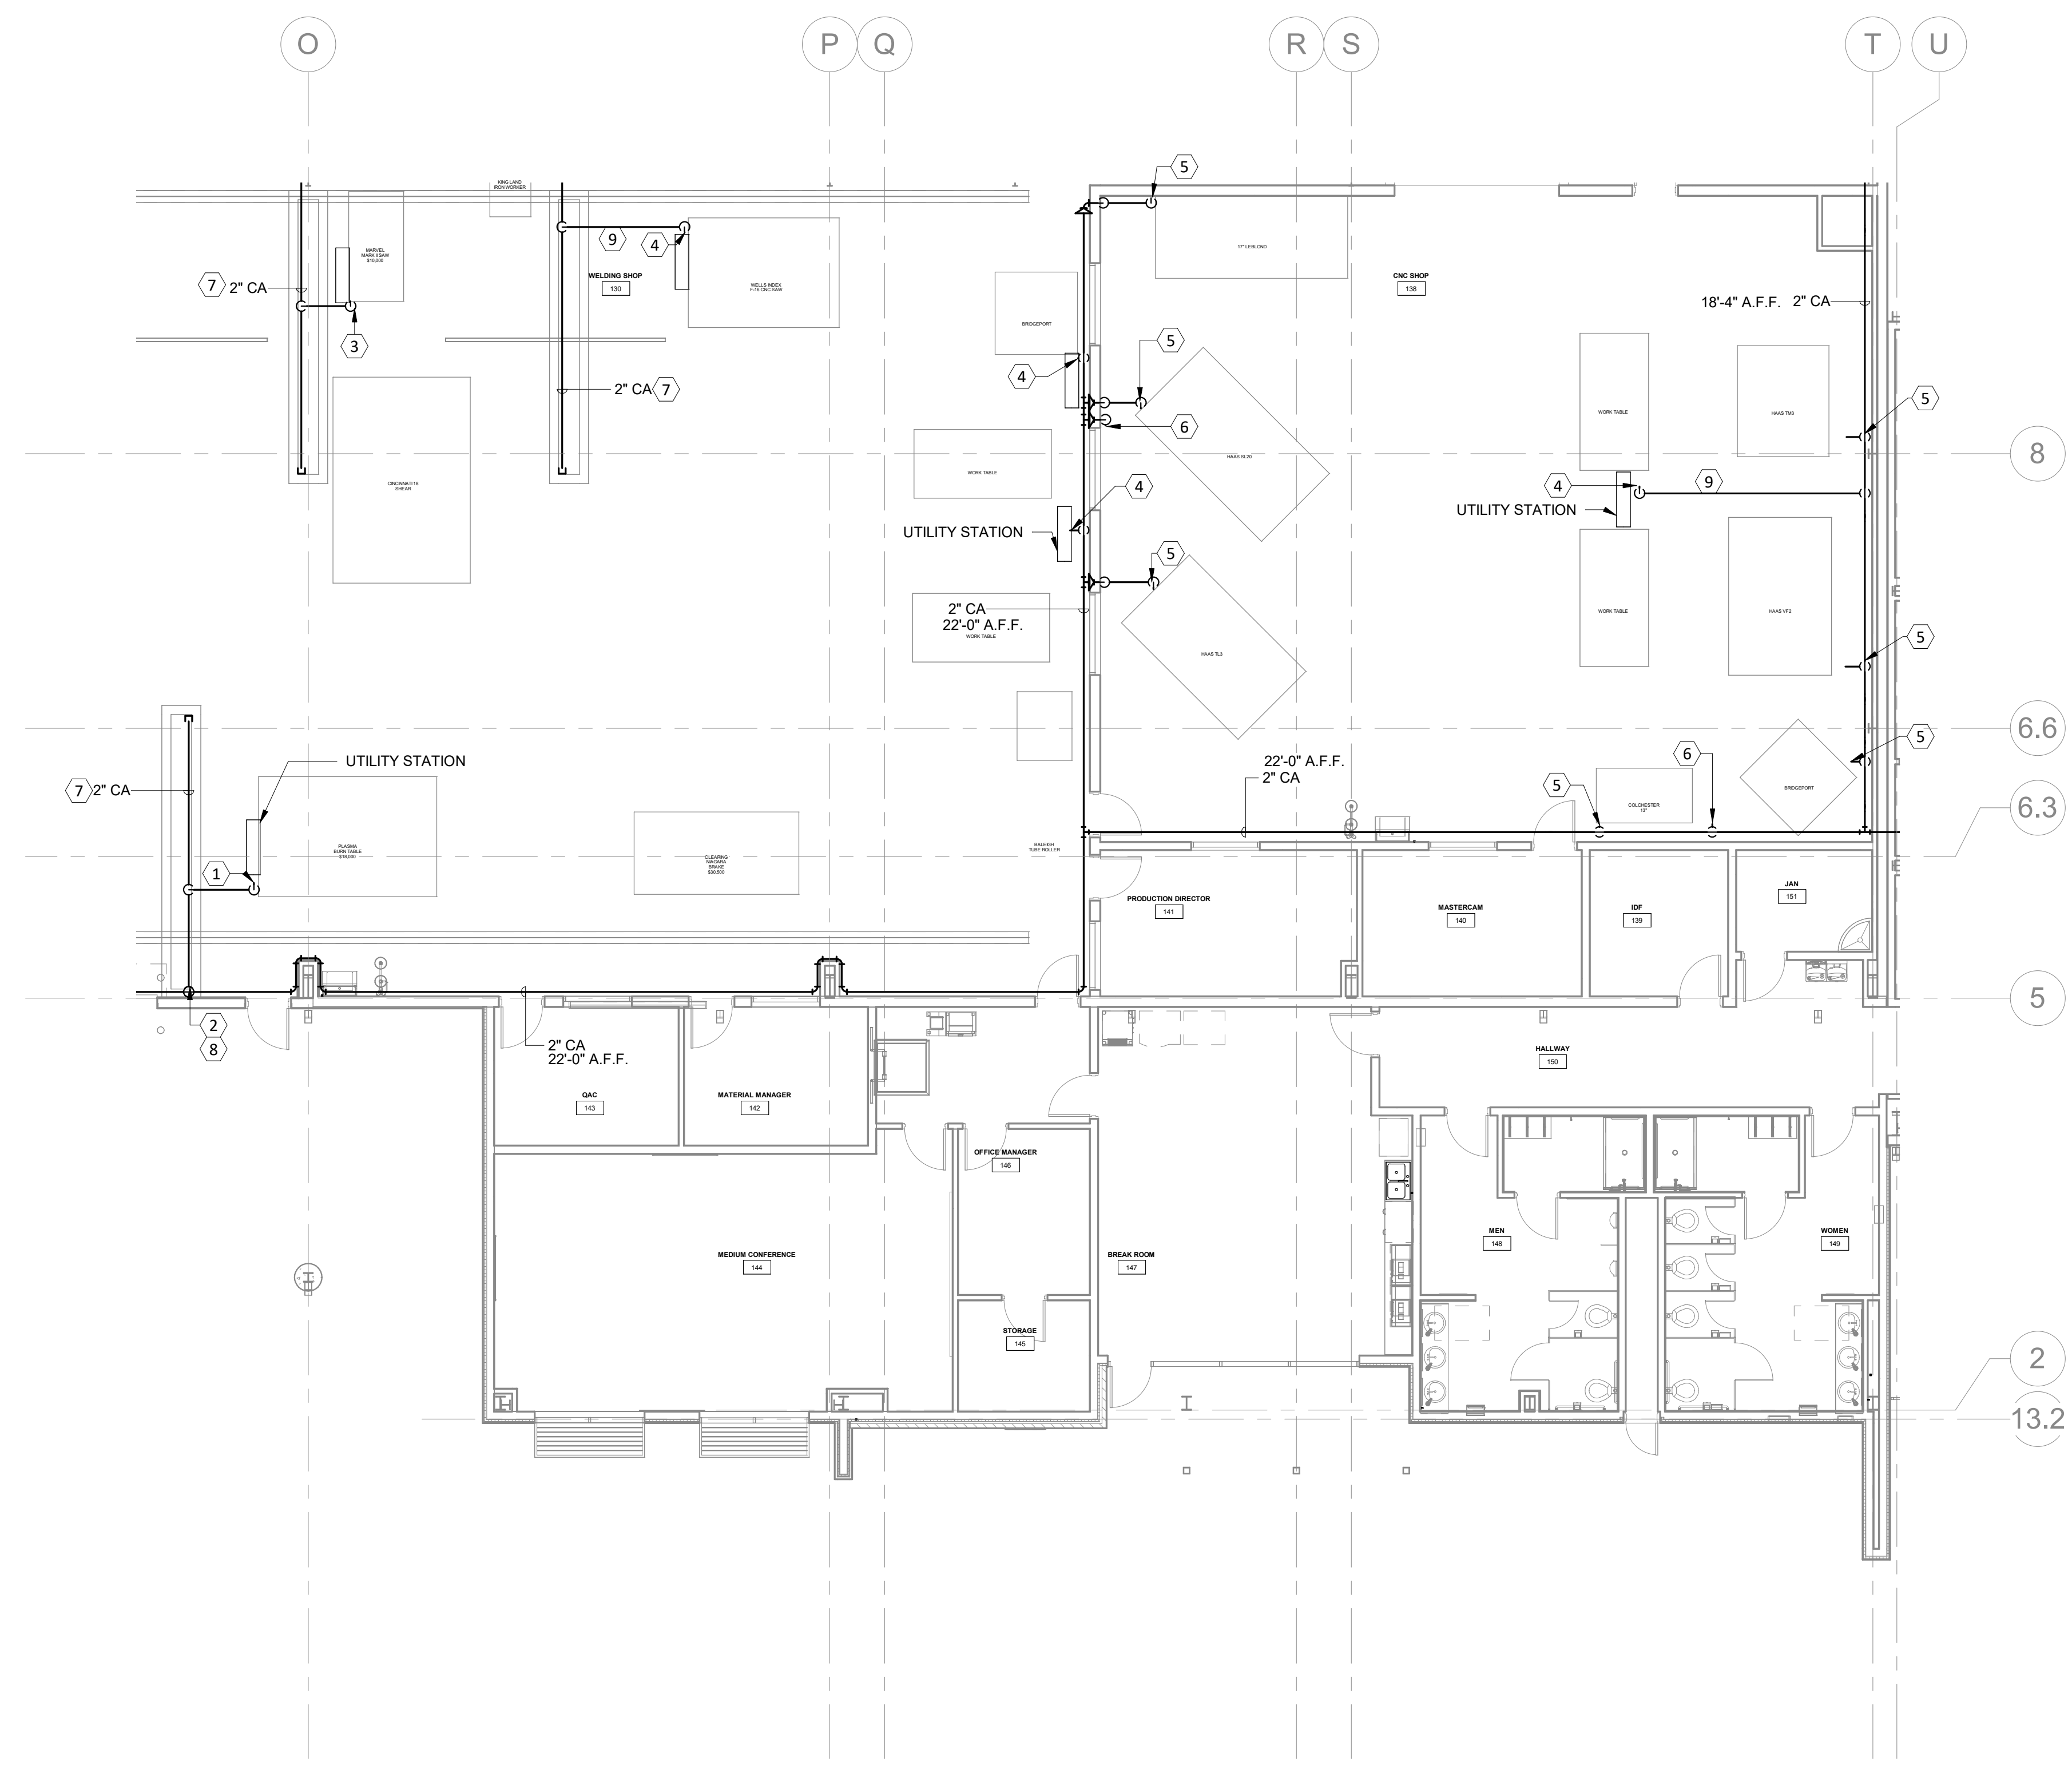 O
P
Q
R
S
T
U
KING LAND
IRON WORKER
5
MARVEL
MARK II SAW
$10,000
9
4
17" LEBLOND
WELDING SHOP
130
WELLS INDEX
F-16 CNC SAW
CNC SHOP
138
7
2" CA
18'-4" A.F.F.
2" CA
3
BRIDGEPORT
5
4
2" CA
7
5
WORK TABLE
HAAS TM3
6
8
HAAS SL20
CINCINNATI 16
SHEAR
WORK TABLE
4
4
9
UTILITY STATION
UTILITY STATION
5
2" CA
22'-0" A.F.F.
WORK TABLE
WORK TABLE
HAAS VF2
5
HAAS TL3
6.6
5
6
UTILITY STATION
22'-0" A.F.F.
2" CA
5
7
2" CA
BRIDGEPORT
COLCHESTER
13"
6.3
PLASMA
BURN TABLE
$18,000
BALEIGH
TUBE ROLLER
CLEARING
NIAGARA
BRAKE
$30,500
1
JAN
151
PRODUCTION DIRECTOR
141
MASTERCAM
140
IDF
139
5
2
8
2" CA
22'-0" A.F.F.
HALLWAY
150
QAC
143
MATERIAL MANAGER
142
OFFICE MANAGER
146
MEN
148
WOMEN
149
MEDIUM CONFERENCE
144
BREAK ROOM
147
STORAGE
145
2
13.2